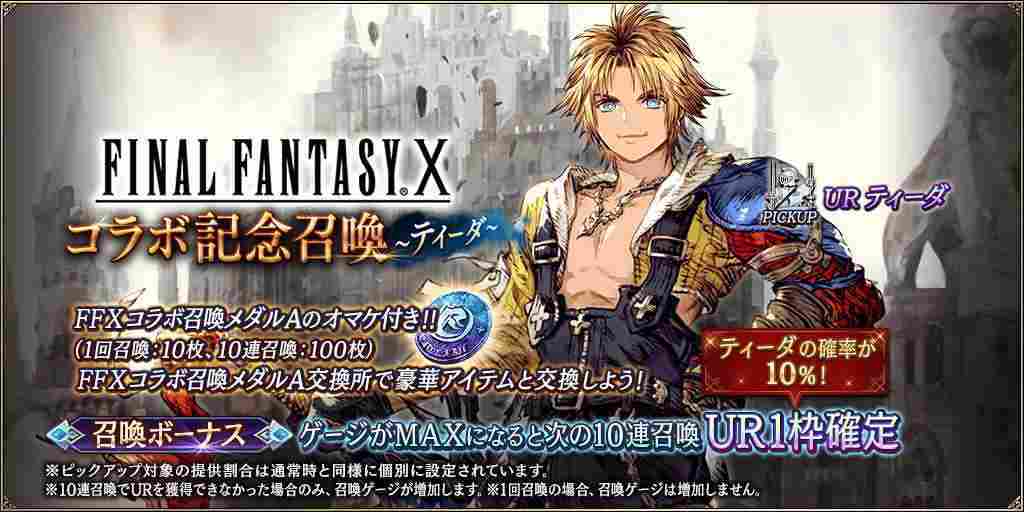 FINAL FANTASY® X
コラボ記念召喚 ~ティーダ~
PICKUP
UR ティーダ
FFXコラボ召喚メダルAのオマケ付き!!
(1回召喚:10枚、10連召喚:100枚)
FFXコラボ召喚メダルA交換所で豪華アイテムと交換しよう!
ティーダの確率が
10%!
召喚ボーナス ゲージがMAXになると次の10連召喚 UR1枠確定
※ピックアップ対象の提供割合は通常時と同様に個別に設定されています。
※10連召喚でURを獲得できなかった場合のみ、召喚ゲージが増加します。※1回召喚の場合、召喚ゲージは増加しません。